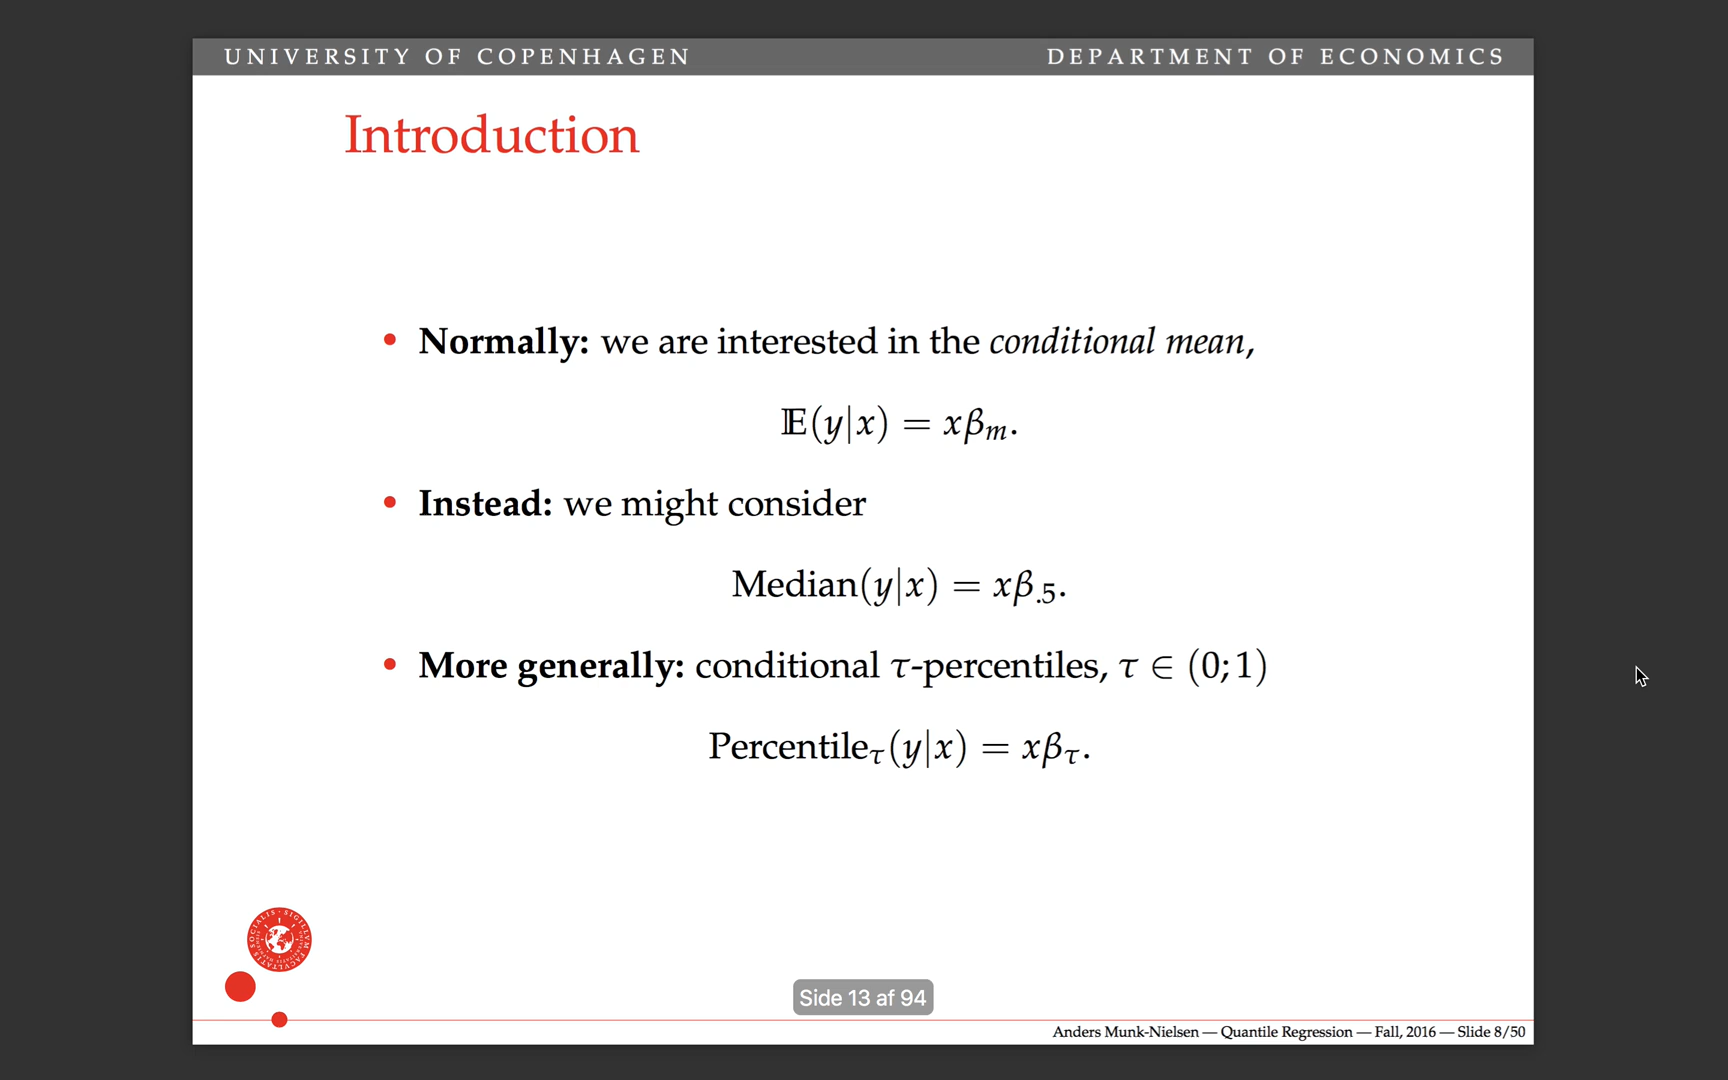 UNIVERSITY OF COPENHAGEN DEPARTMENT OF ECONOMICS
Introduction
• Normally: we are interested in the conditional mean,
𝔼(y|x) = xβₘ.
• Instead: we might consider
Median(y|x) = xβ.₅.
• More generally: conditional τ-percentiles, τ ∈ (0; 1)
Percentile_τ(y|x) = xβ_τ.
Side 13 af 94
Anders Munk-Nielsen — Quantile Regression — Fall, 2016 — Slide 8/50